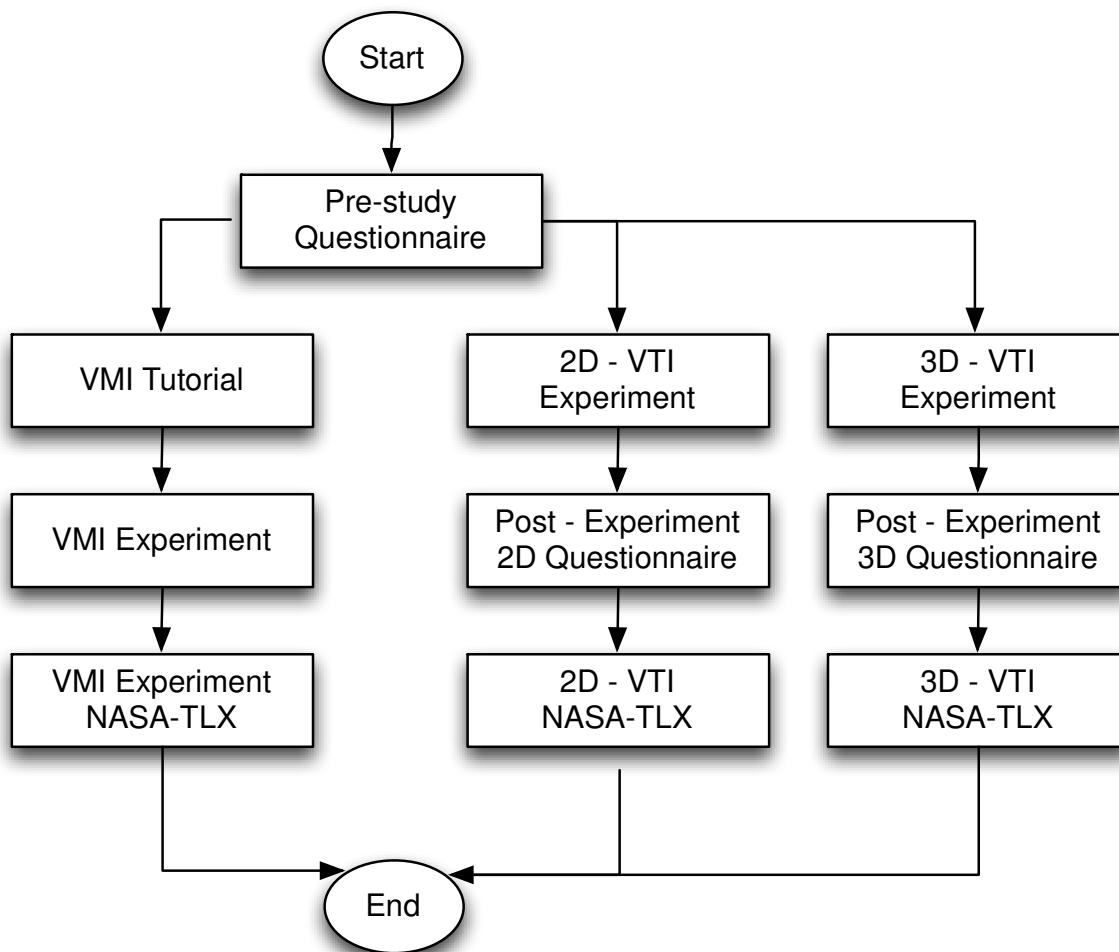 Start
Pre-study
Questionnaire
VMI Tutorial
2D - VTI
Experiment
3D - VTI
Experiment
VMI Experiment
Post - Experiment
2D Questionnaire
Post - Experiment
3D Questionnaire
VMI Experiment
NASA-TLX
2D - VTI
NASA-TLX
3D - VTI
NASA-TLX
End